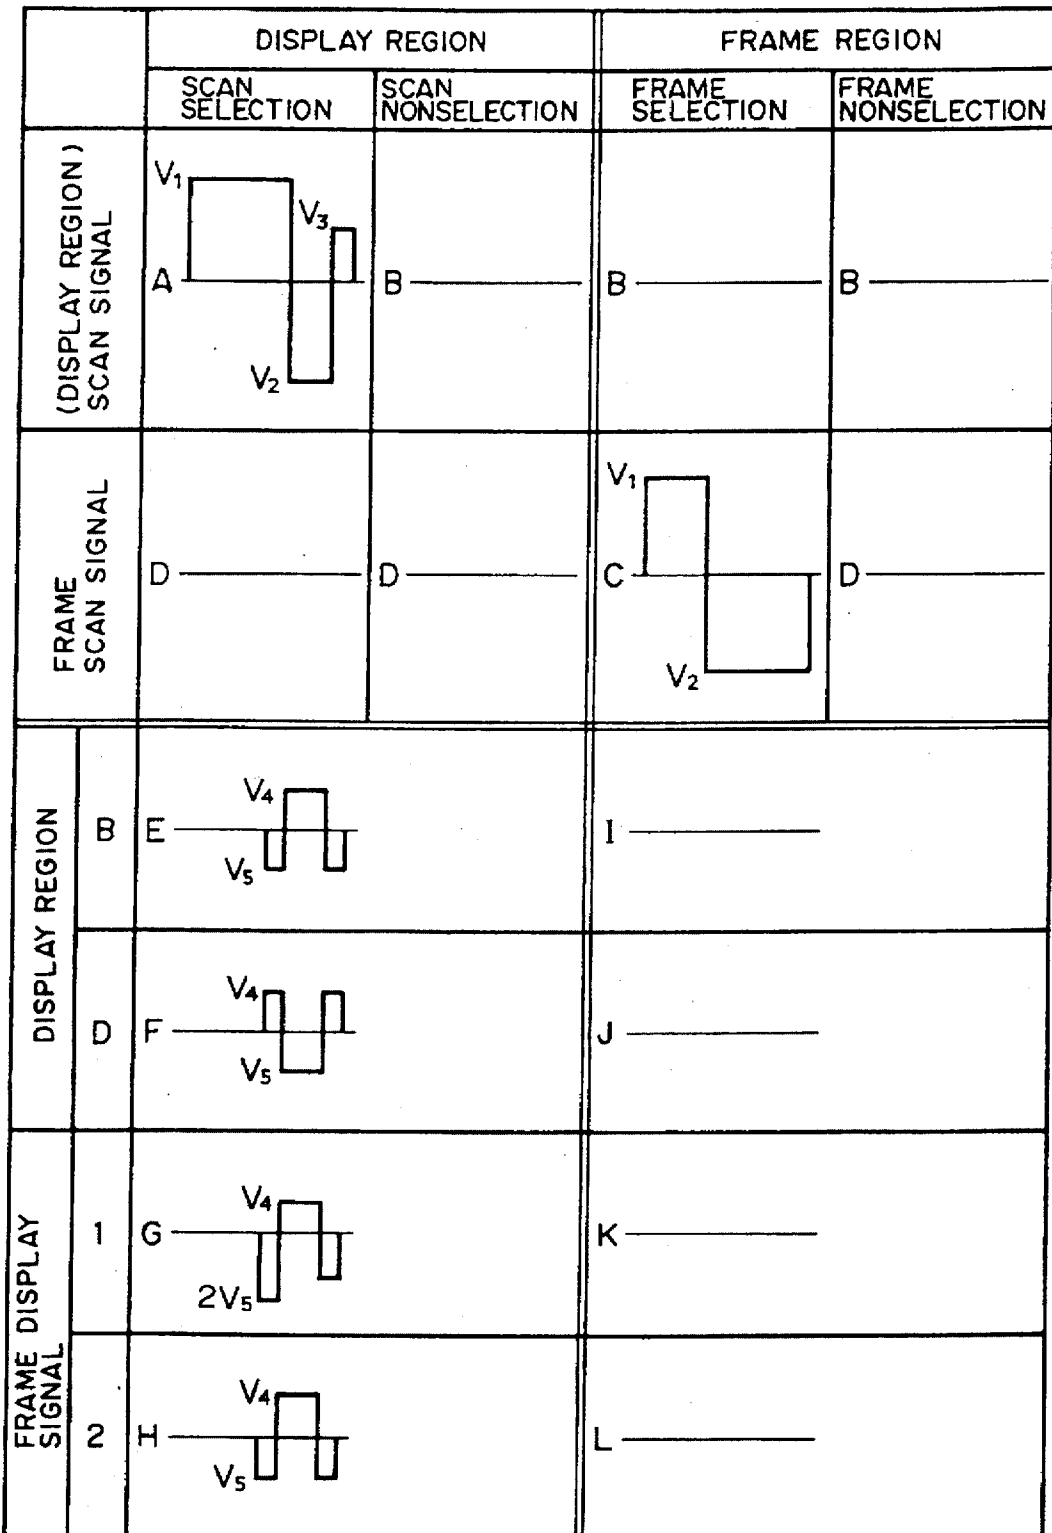 DISPLAY REGION
FRAME REGION
SCAN
SELECTION
SCAN
NONSELECTION
FRAME
SELECTION
FRAME
NONSELECTION
(DISPLAY REGION)
SCAN SIGNAL
V1
V3
A
V2
B
B
B
FRAME
SCAN SIGNAL
D
D
V1
C
V2
D
DISPLAY REGION
B
E
V4
V5
I
D
F
V4
V5
J
FRAME DISPLAY
SIGNAL
1
G
V4
2V5
K
2
H
V4
V5
L